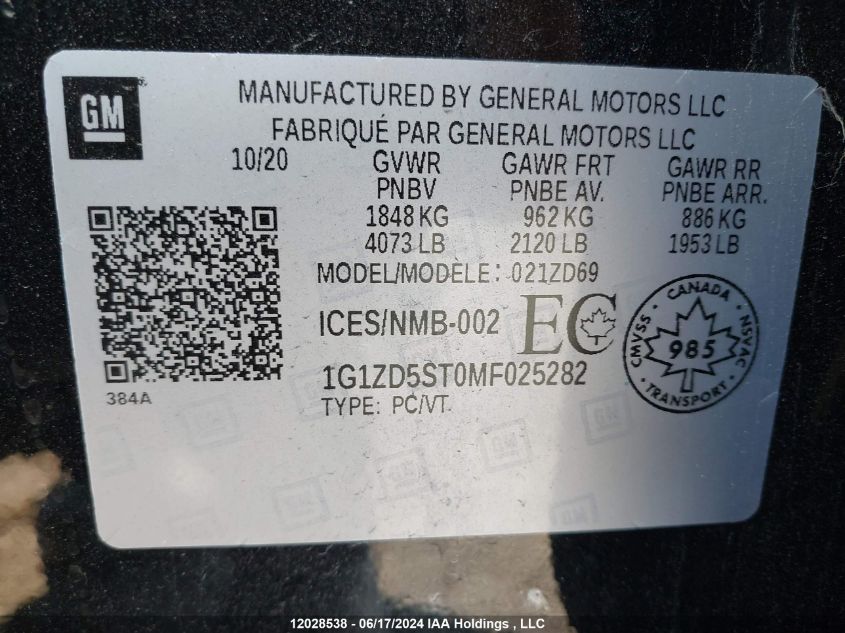 GM
MANUFACTURED BY GENERAL MOTORS LLC
FABRIQUÉ PAR GENERAL MOTORS LLC
10/20 GVWR GAWR FRT GAWR RR
PNBV PNBE AV. PNBE ARR.
1848 KG 962 KG 886 KG
4073 LB 2120 LB 1953 LB
MODEL/MODÈLE: 021ZD69
ICES/NMB-002 EC
1G1ZD5ST0MF025282
TYPE: PC/VT
384A
CANADA
CMVSS 985 NSVAC
TRANSPORT
12028538 - 06/17/2024 IAA Holdings , LLC